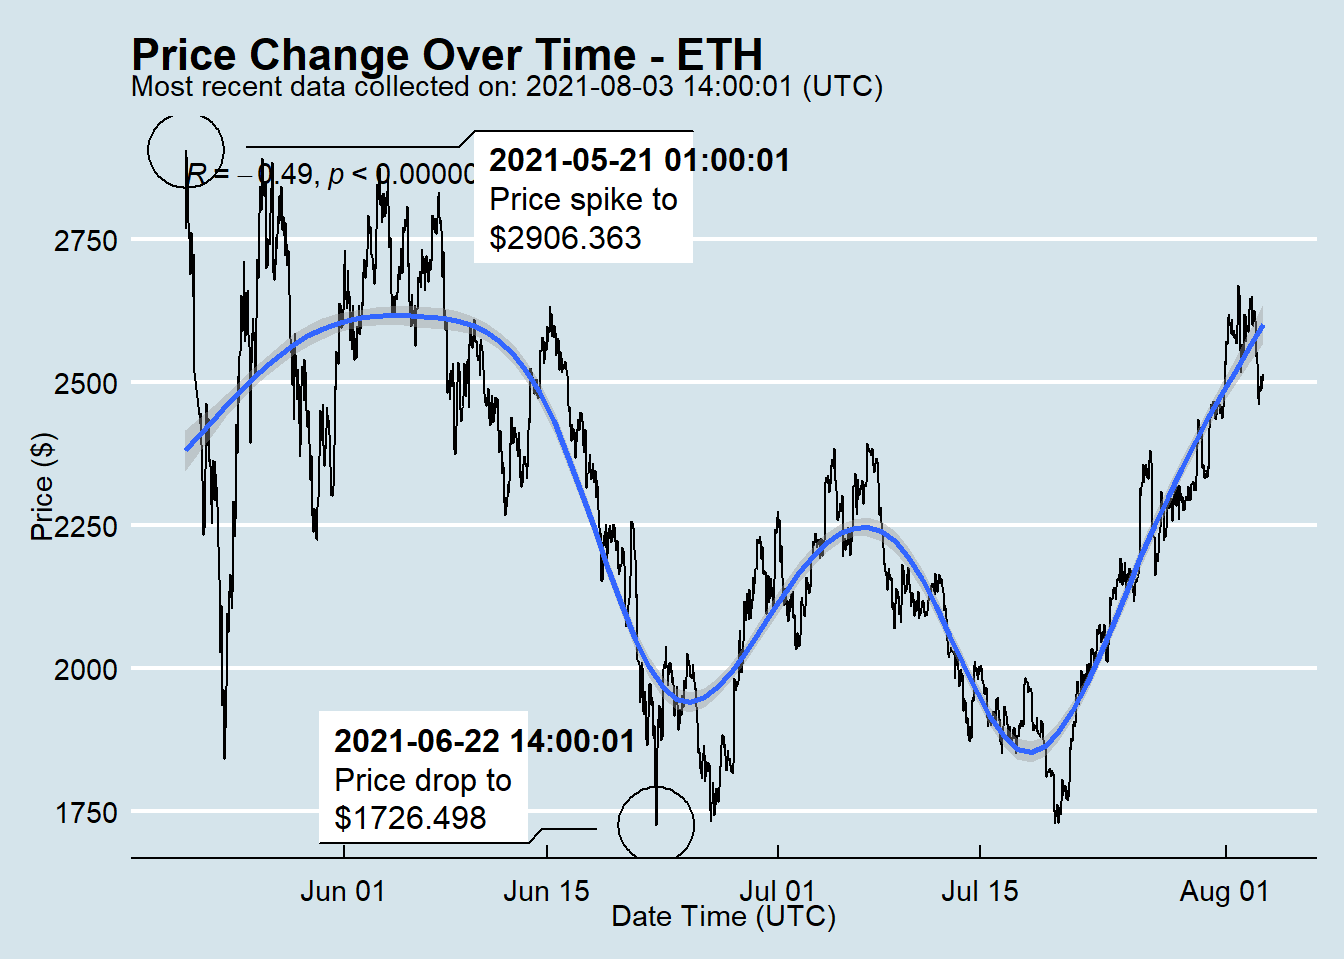 Price Change Over Time - ETH
Most recent data collected on: 2021-08-03 14:00:01 (UTC)
2021-05-21 01:00:01
Price spike to
$2906.363
R = −0.49, p < 0.00000
2750
2500
2250
2000
1750
Price ($)
2021-06-22 14:00:01
Price drop to
$1726.498
Jun 01
Jun 15
Jul 01
Jul 15
Aug 01
Date Time (UTC)